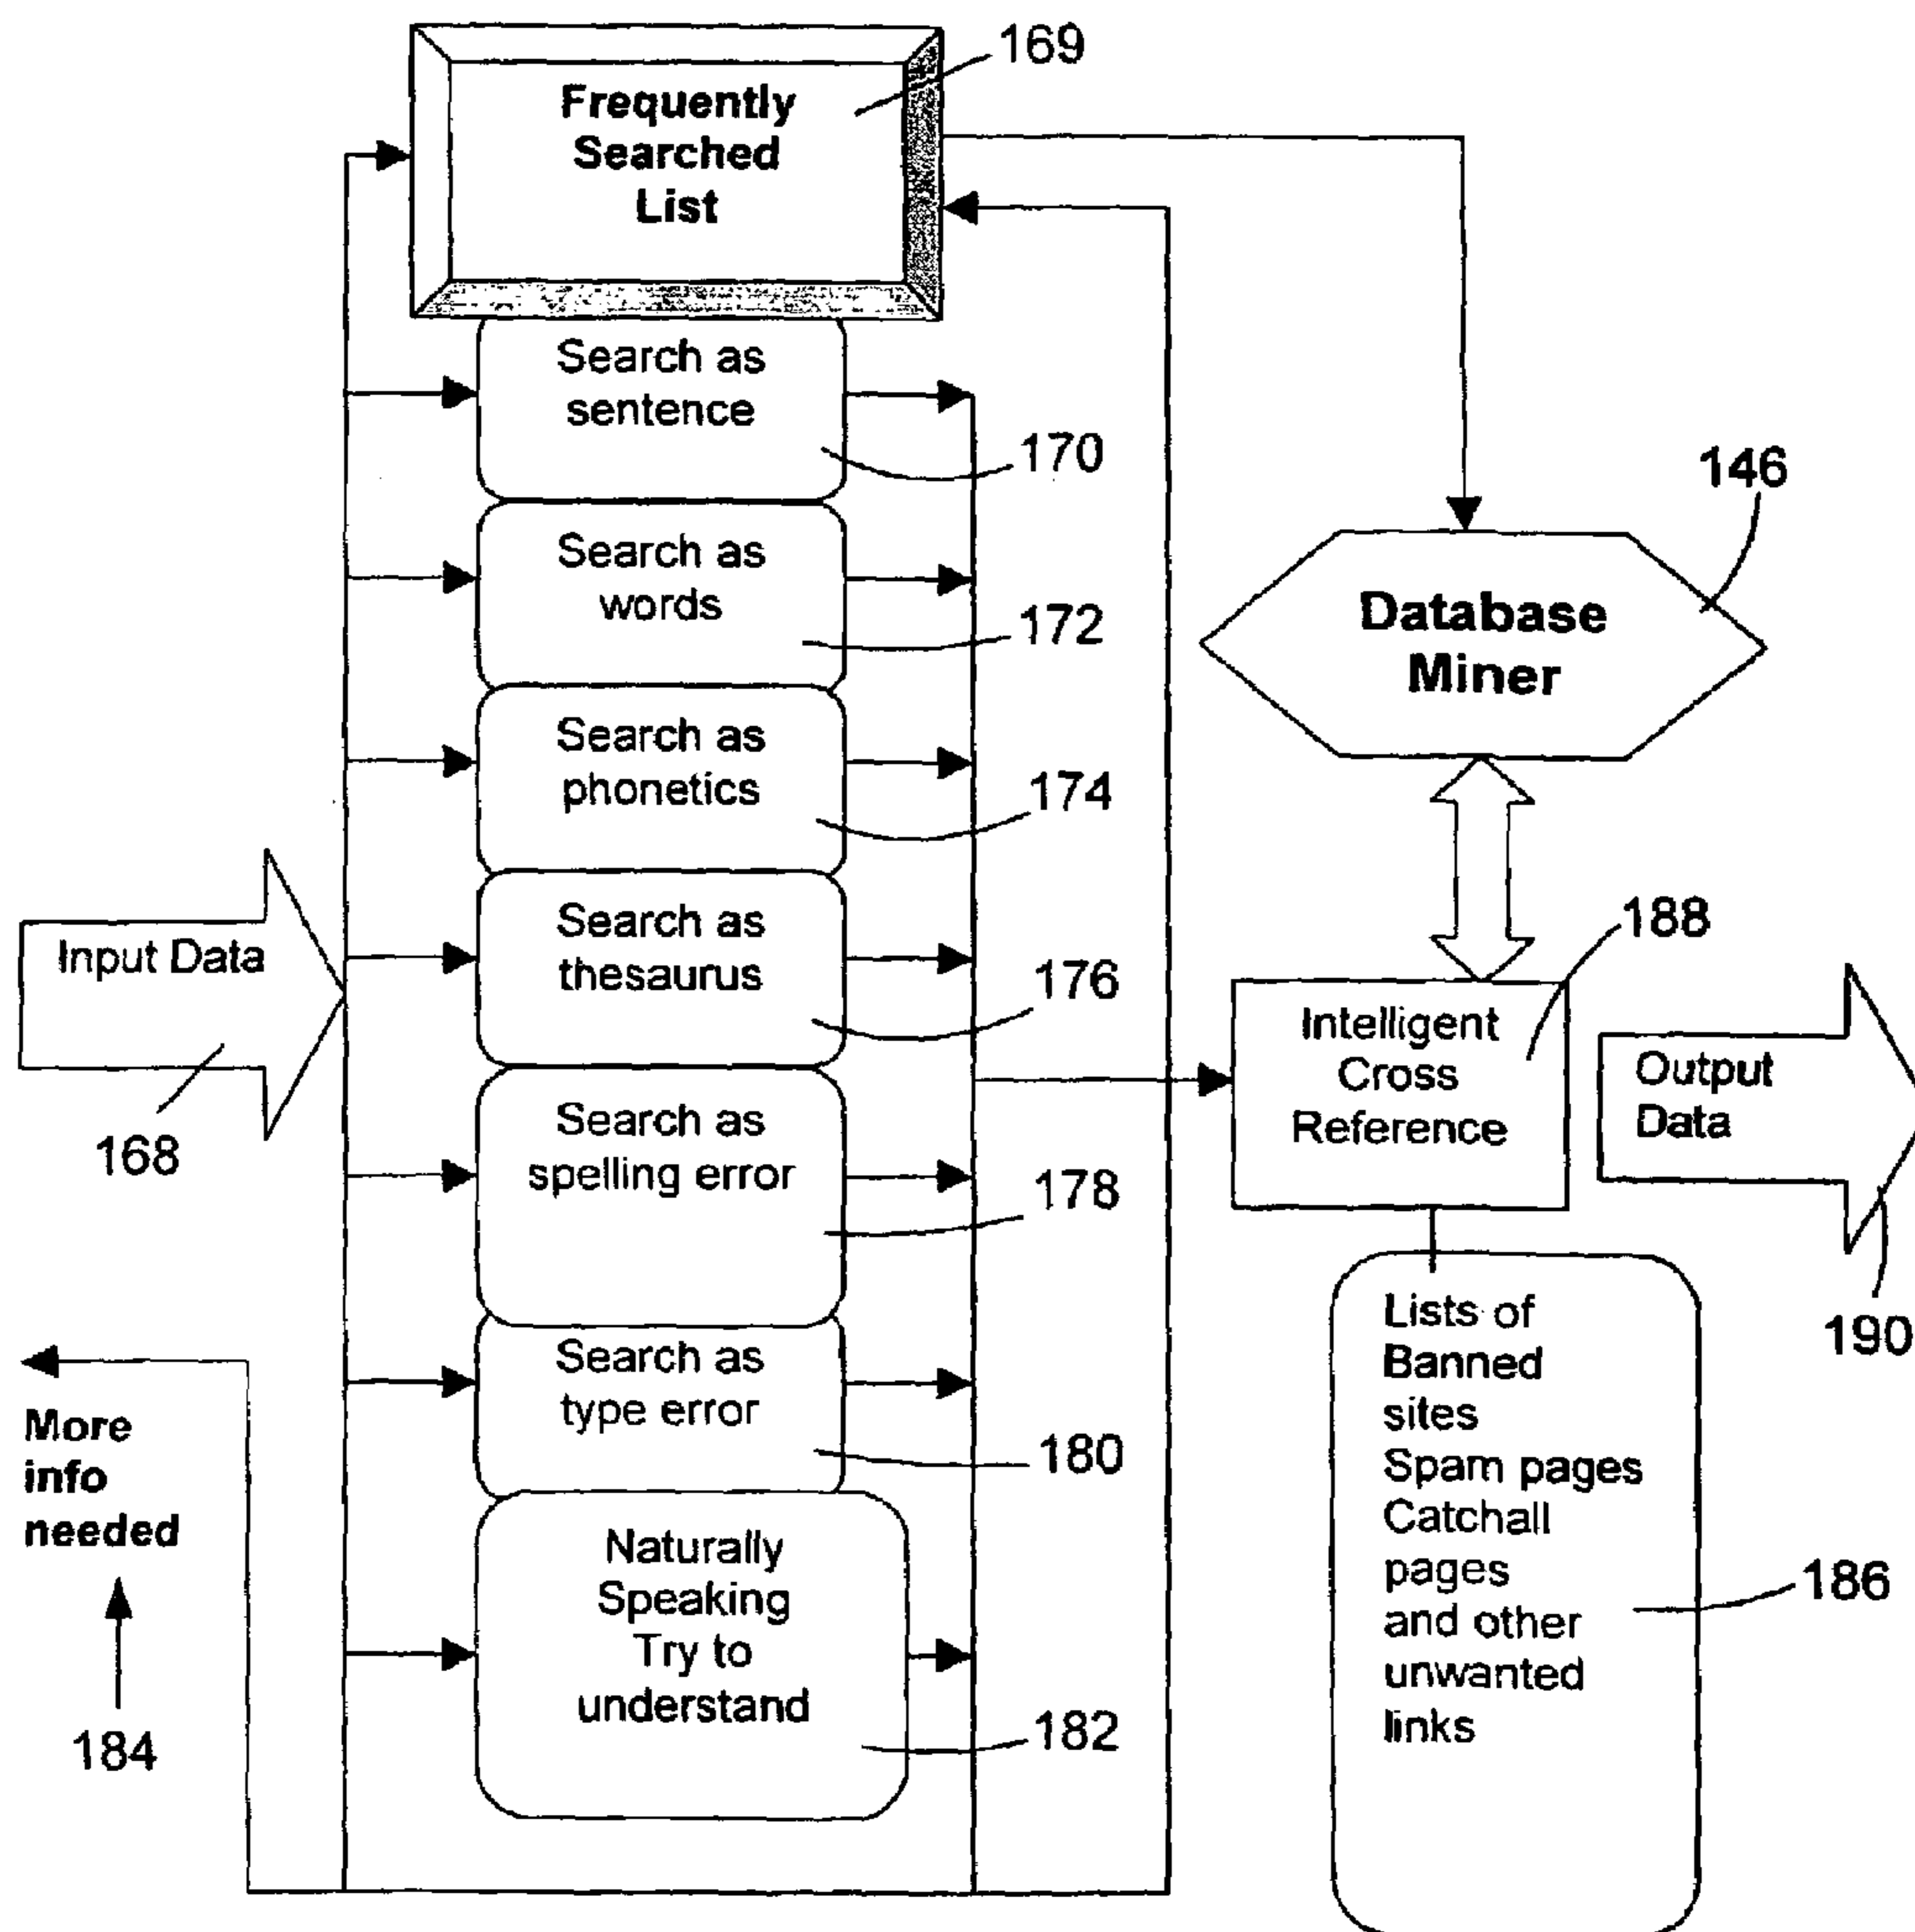 169
Frequently
Searched
List
Search as
sentence
170
146
Search as
words
172
Database
Miner
Search as
phonetics
174
Search as
thesaurus
176
Input Data
168
188
Intelligent
Cross
Reference
Output
Data
190
Search as
spelling error
178
Search as
type error
180
More
info
needed
184
Naturally
Speaking
Try to
understand
182
Lists of
Banned
sites
Spam pages
Catchall
pages
and other
unwanted
links
186